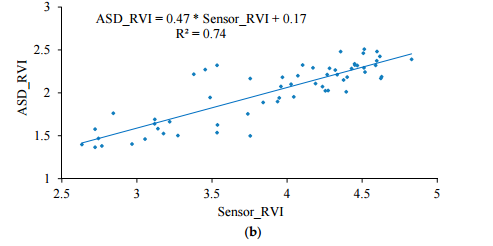 3
ASD_RVI = 0.47 * Sensor_RVI + 0.17
R² = 0.74
2.5
ASD_RVI
2
1.5
1
2.5 3 3.5 4 4.5 5
Sensor_RVI
(b)